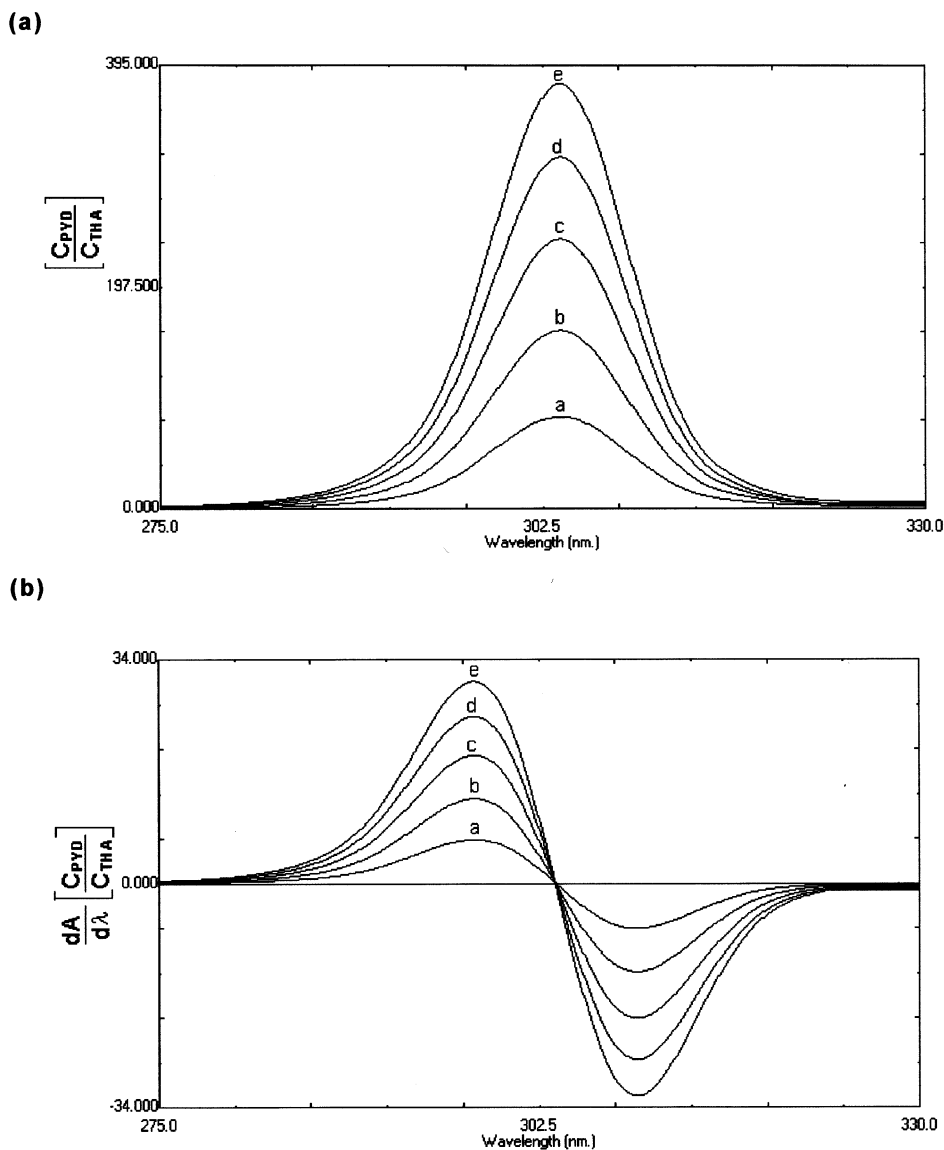 (a)
395.000
e
d
c
b
a
[C_PYD/C_THA]
197.500
0.000
275.0 302.5 330.0
Wavelength (nm.)
(b)
34.000
e
d
c
b
a
dA/dλ [C_PYD/C_THA]
0.000
-34.000
275.0 302.5 330.0
Wavelength (nm.)